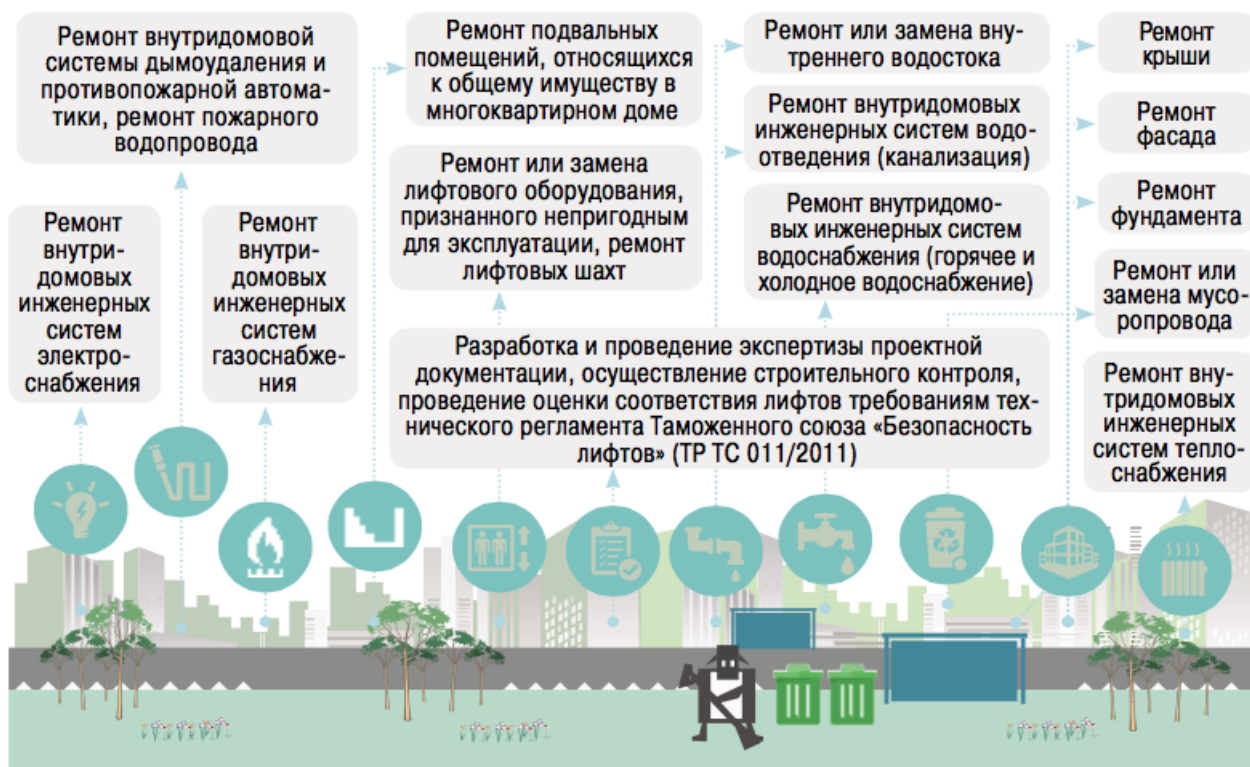 Ремонт внутридомовой
системы дымоудаления и
противопожарной автома-
тики, ремонт пожарного
водопровода
Ремонт
внутри-
домовых
инженерных
систем
электро-
снабжения
Ремонт
внутри-
домовых
инженерных
систем
газоснабже-
ния
Ремонт подвальных
помещений, относящихся
к общему имуществу в
многоквартирном доме
Ремонт или замена
лифтового оборудования,
признанного непригодным
для эксплуатации, ремонт
лифтовых шахт
Разработка и проведение экспертизы проектной
документации, осуществление строительного контроля,
проведение оценки соответствия лифтов требованиям тех-
нического регламента Таможенного союза «Безопасность
лифтов» (ТР ТС 011/2011)
Ремонт или замена вну-
треннего водостока
Ремонт внутридомовых
инженерных систем водо-
отведения (канализация)
Ремонт внутридомо-
вых инженерных систем
водоснабжения (горячее и
холодное водоснабжение)
Ремонт
крыши
Ремонт
фасада
Ремонт
фундамента
Ремонт или
замена мусо-
ропровода
Ремонт вну-
тридомовых
инженерных
систем тепло-
снабжения